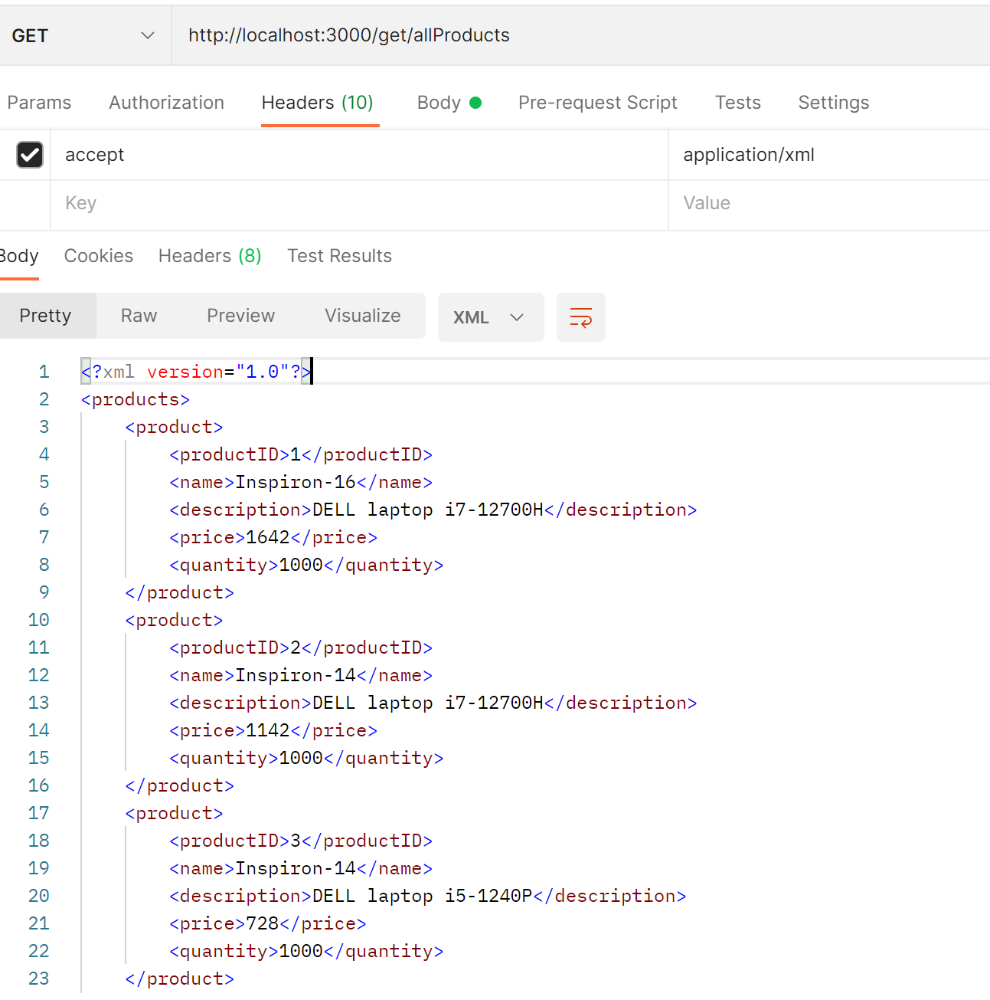 GET http://localhost:3000/get/allProducts
Params Authorization Headers (10) Body Pre-request Script Tests Settings
accept application/xml
Key Value
Body Cookies Headers (8) Test Results
Pretty Raw Preview Visualize XML
1 <?xml version="1.0"?>
2 <products>
3 <product>
4 <productID>1</productID>
5 <name>Inspiron-16</name>
6 <description>DELL laptop i7-12700H</description>
7 <price>1642</price>
8 <quantity>1000</quantity>
9 </product>
10 <product>
11 <productID>2</productID>
12 <name>Inspiron-14</name>
13 <description>DELL laptop i7-12700H</description>
14 <price>1142</price>
15 <quantity>1000</quantity>
16 </product>
17 <product>
18 <productID>3</productID>
19 <name>Inspiron-14</name>
20 <description>DELL laptop i5-1240P</description>
21 <price>728</price>
22 <quantity>1000</quantity>
23 </product>